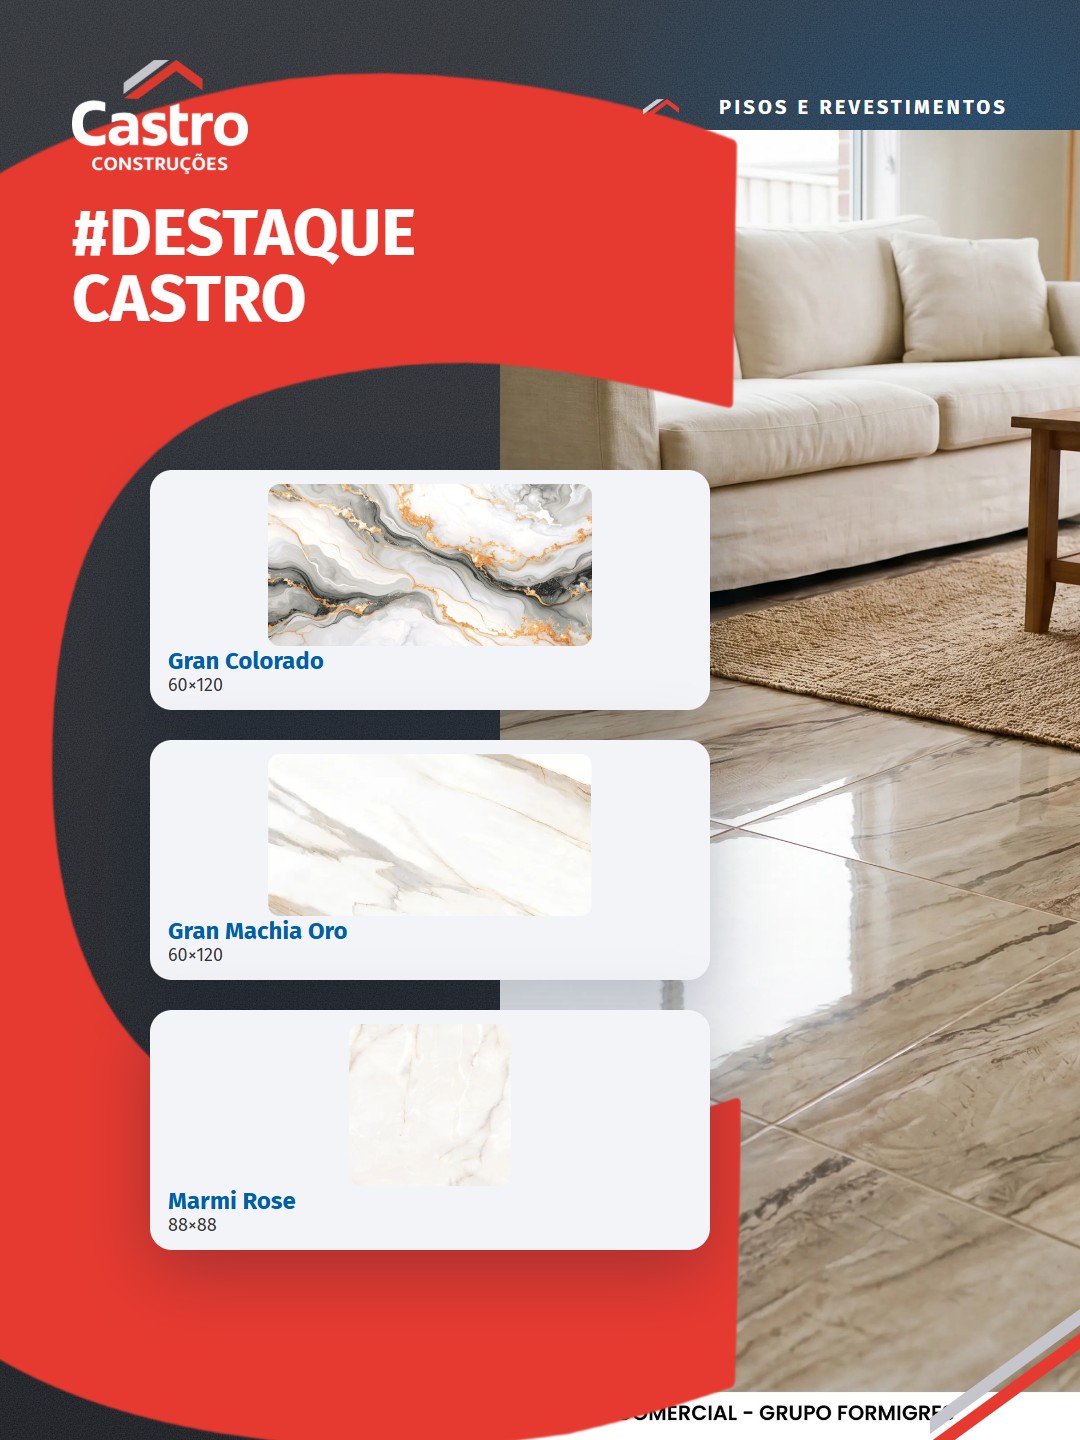 Castro
CONSTRUÇÕES
PISOS E REVESTIMENTOS
#DESTAQUE
CASTRO
Gran Colorado
60×120
Gran Machia Oro
60×120
Marmi Rose
88×88
- GRUPO